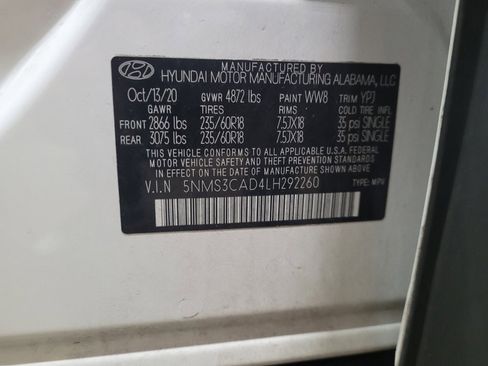 MANUFACTURED BY
HYUNDAI MOTOR MANUFACTURING ALABAMA, LLC
Oct/13/20 GVWR 4872 lbs PAINT WW8 TRIM YPJ
GAWR TIRES RIMS COLD TIRE INFL
FRONT 2866 lbs 235/60R18 7.5JX18 35 psi SINGLE
REAR 3075 lbs 235/60R18 7.5JX18 35 psi SINGLE
THIS VEHICLE CONFORMS TO ALL APPLICABLE FEDERAL
MOTOR VEHICLE SAFETY AND THEFT PREVENTION STANDARDS
IN EFFECT ON THE DATE OF MANUFACTURE SHOWN ABOVE.
V.I.N 5NMS3CAD4LH292260 TYPE: MPV